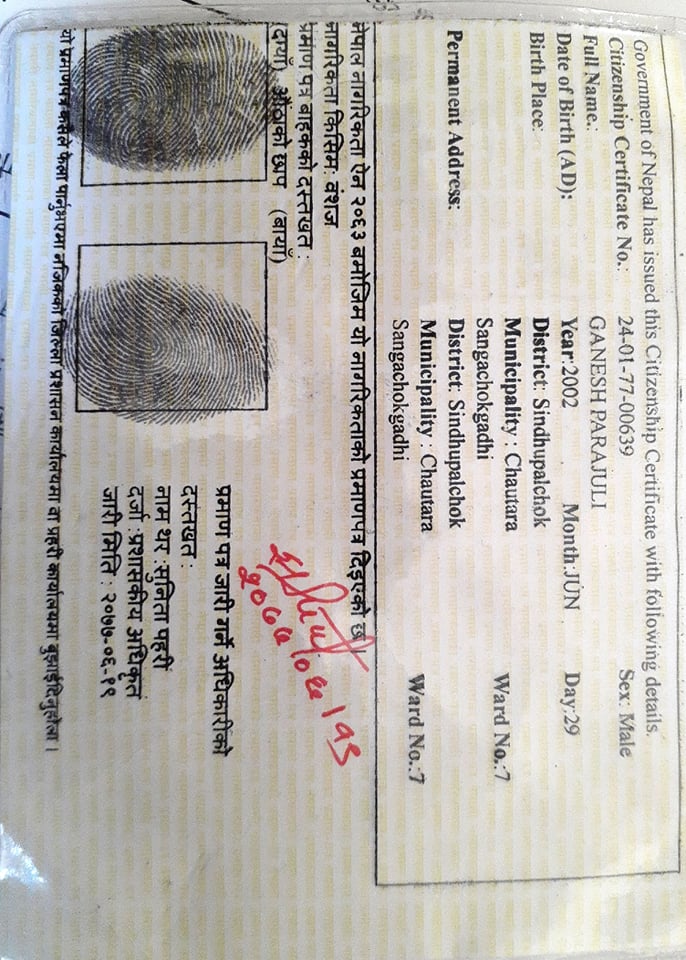 Government of Nepal has issued this Citizenship Certificate with following details.
Citizenship Certificate No.: 24-01-77-00639 Sex: Male
Full Name.: GANESH PARAJULI
Date of Birth (AD): Year:2002 Month:JUN Day:29
Birth Place: District: Sindhupalchok
Municipality : Chautara Ward No.:7
Sangachokgadhi
Permanent Address: District: Sindhupalchok
Municipality : Chautara Ward No.:7
Sangachokgadhi
नेपाल नागरिकता ऐन २०६३ बमोजिम यो नागरिकताको प्रमाणपत्र दिइएको छ।
नागरिकता किसिम: वंशज
प्रमाण पत्र वाहकको दस्तखत :
(दायाँ) औंठाको छाप (बायाँ)
प्रमाण पत्र जारी गर्ने अधिकारीको
दस्तखत :
नाम थर : सुनिता पहरी
दर्जा : प्रशासकीय अधिकृत
जारी मिति : २०७७-०६-१९
यो प्रमाणपत्र कसैले फेला पार्नुभएमा नजिकको जिल्ला प्रशासन कार्यालयमा वा प्रहरी कार्यालयमा बुझाईदिनुहोला ।